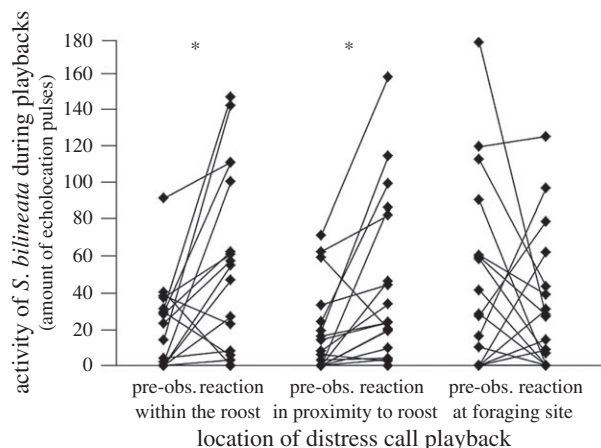 activity of S. bilineata during playbacks
(amount of echolocation pulses)
180
160
140
120
100
80
60
40
20
0
*
*
pre-obs. reaction
within the roost
pre-obs. reaction
in proximity to roost
pre-obs. reaction
at foraging site
location of distress call playback